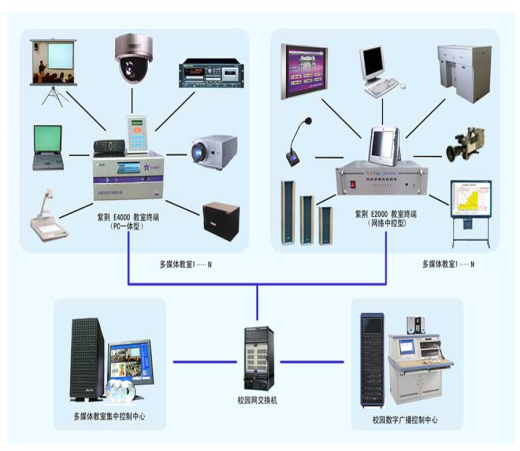 紫荆 E4000 教室终端
（PC一体型）
紫荆 E2000 教室终端
（网络中控型）
多媒体教室1 ····· N
多媒体教室1 ····· N
校园网交换机
多媒体教室集中控制中心
校园数字广播控制中心